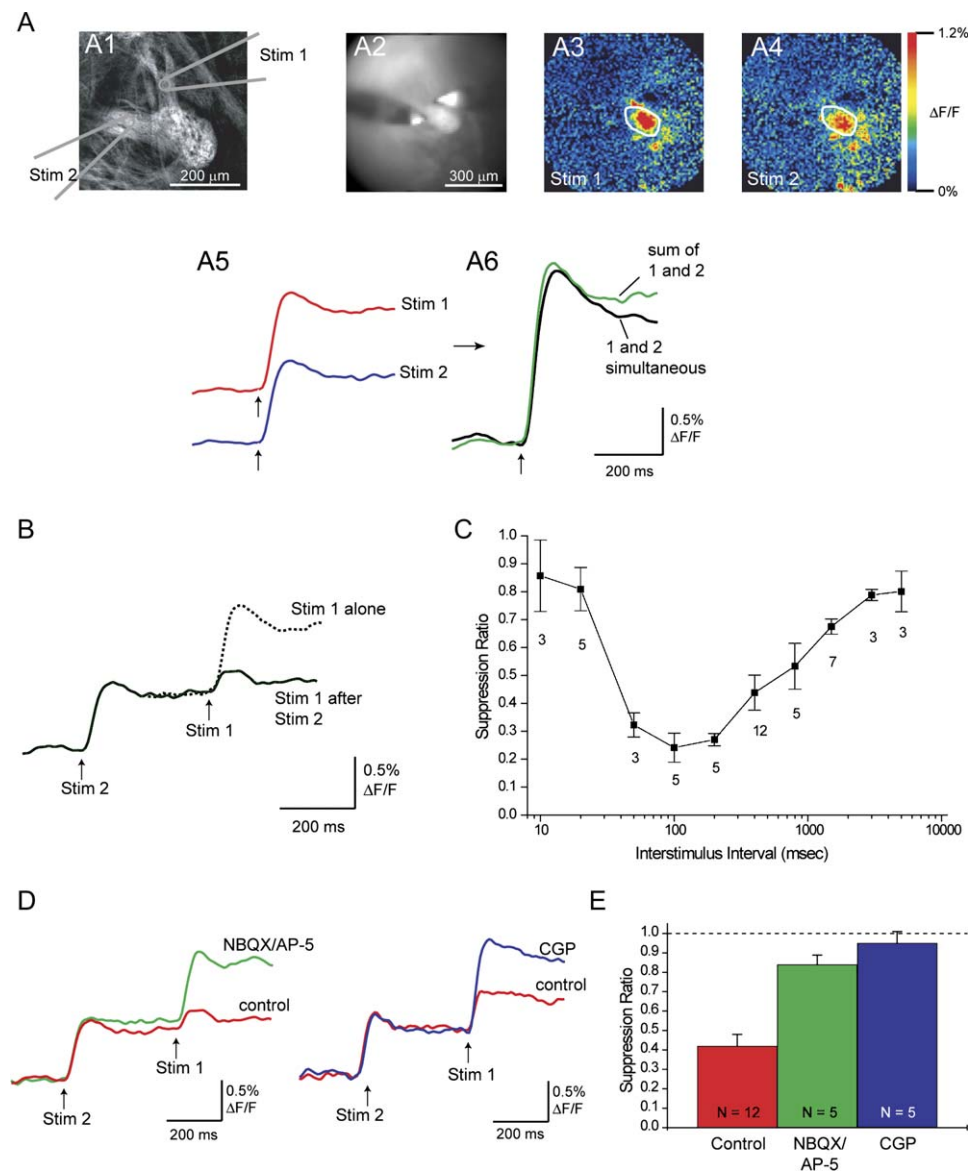 A
A1
Stim 1
Stim 2
200 μm
A2
300 μm
A3
Stim 1
A4
Stim 2
1.2%
ΔF/F
0%
A5
Stim 1
Stim 2
A6
sum of
1 and 2
1 and 2
simultaneous
0.5%
ΔF/F
200 ms
B
Stim 1 alone
Stim 1 after
Stim 2
Stim 1
Stim 2
0.5%
ΔF/F
200 ms
C
Suppression Ratio
1.0
0.9
0.8
0.7
0.6
0.5
0.4
0.3
0.2
0.1
0.0
3
5
3
5
5
12
5
7
3
3
10
100
1000
10000
Interstimulus Interval (msec)
D
NBQX/AP-5
control
Stim 1
Stim 2
0.5%
ΔF/F
200 ms
CGP
control
Stim 1
Stim 2
0.5%
ΔF/F
200 ms
E
Suppression Ratio
1.0
0.9
0.8
0.7
0.6
0.5
0.4
0.3
0.2
0.1
0.0
N = 12
N = 5
N = 5
Control
NBQX/
AP-5
CGP